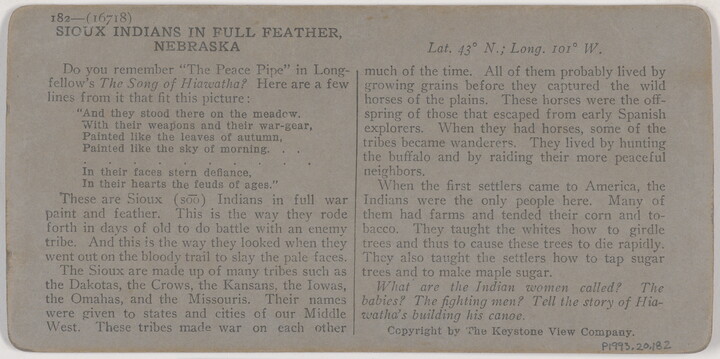 182—(16718)
SIOUX INDIANS IN FULL FEATHER,
NEBRASKA
Do you remember "The Peace Pipe" in Long-
fellow's The Song of Hiawatha? Here are a few
lines from it that fit this picture:
"And they stood there on the meadow.
With their weapons and their war-gear,
Painted like the leaves of autumn,
Painted like the sky of morning. . .
. . . . . . . . . .
In their faces stern defiance,
In their hearts the feuds of ages."
These are Sioux (so͞o) Indians in full war
paint and feather. This is the way they rode
forth in days of old to do battle with an enemy
tribe. And this is the way they looked when they
went out on the bloody trail to slay the pale faces.
The Sioux are made up of many tribes such as
the Dakotas, the Crows, the Kansans, the Iowas,
the Omahas, and the Missouris. Their names
were given to states and cities of our Middle
West. These tribes made war on each other
Lat. 43° N.; Long. 101° W.
much of the time. All of them probably lived by
growing grains before they captured the wild
horses of the plains. These horses were the off-
spring of those that escaped from early Spanish
explorers. When they had horses, some of the
tribes became wanderers. They lived by hunting
the buffalo and by raiding their more peaceful
neighbors.
When the first settlers came to America, the
Indians were the only people here. Many of
them had farms and tended their corn and to-
bacco. They taught the whites how to girdle
trees and thus to cause these trees to die rapidly.
They also taught the settlers how to tap sugar
trees and to make maple sugar.
What are the Indian women called? The
babies? The fighting men? Tell the story of Hia-
watha's building his canoe.
Copyright by The Keystone View Company.
P1993.20.182